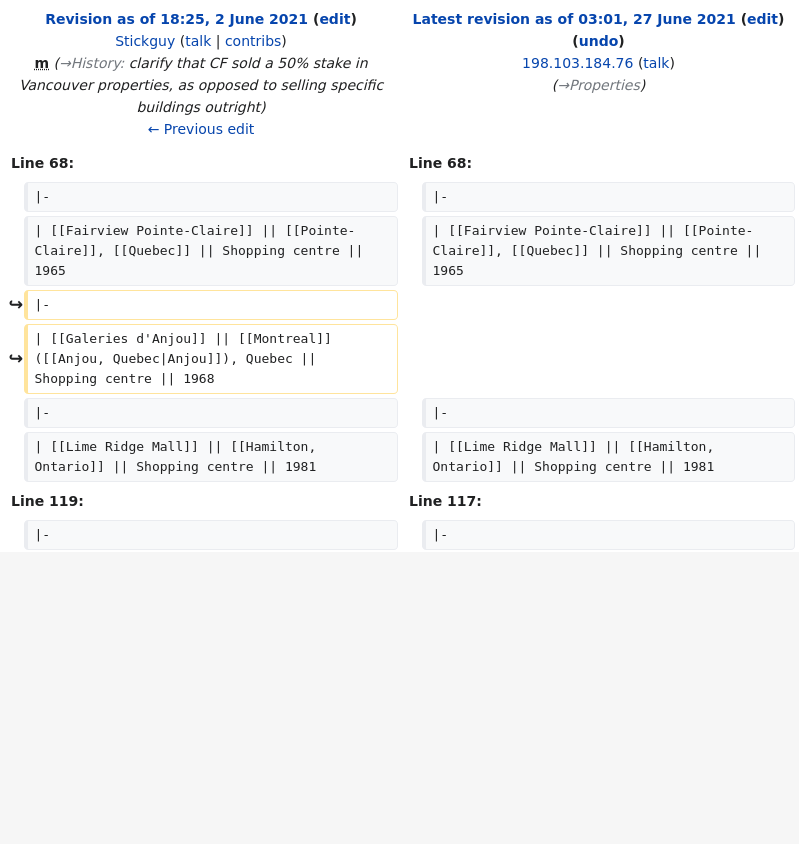 Revision as of 18:25, 2 June 2021 (edit)
Stickguy (talk | contribs)
m (→History: clarify that CF sold a 50% stake in
Vancouver properties, as opposed to selling specific
buildings outright)
← Previous edit
Latest revision as of 03:01, 27 June 2021 (edit)
(undo)
198.103.184.76 (talk)
(→Properties)
Line 68:
Line 68:
|-
|-
| [[Fairview Pointe-Claire]] || [[Pointe-
Claire]], [[Quebec]] || Shopping centre ||
1965
| [[Fairview Pointe-Claire]] || [[Pointe-
Claire]], [[Quebec]] || Shopping centre ||
1965
↪ |-
↪ | [[Galeries d'Anjou]] || [[Montreal]]
([[Anjou, Quebec|Anjou]]), Quebec ||
Shopping centre || 1968
|-
|-
| [[Lime Ridge Mall]] || [[Hamilton,
Ontario]] || Shopping centre || 1981
| [[Lime Ridge Mall]] || [[Hamilton,
Ontario]] || Shopping centre || 1981
Line 119:
Line 117:
|-
|-